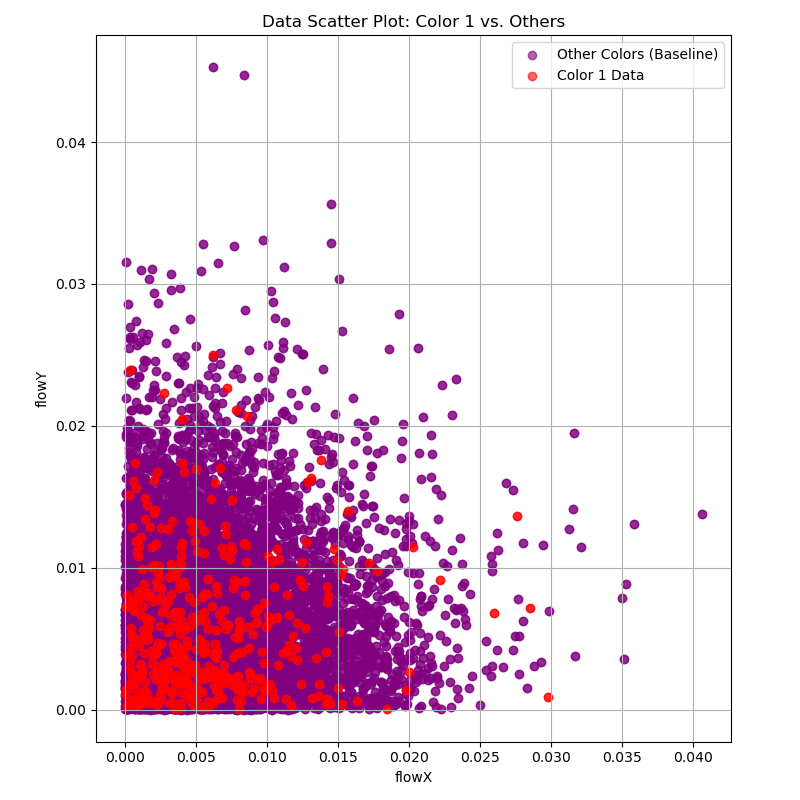 Data Scatter Plot: Color 1 vs. Others
Other Colors (Baseline)
Color 1 Data
0.04
0.03
0.02
0.01
0.00
flowY
0.000 0.005 0.010 0.015 0.020 0.025 0.030 0.035 0.040
flowX